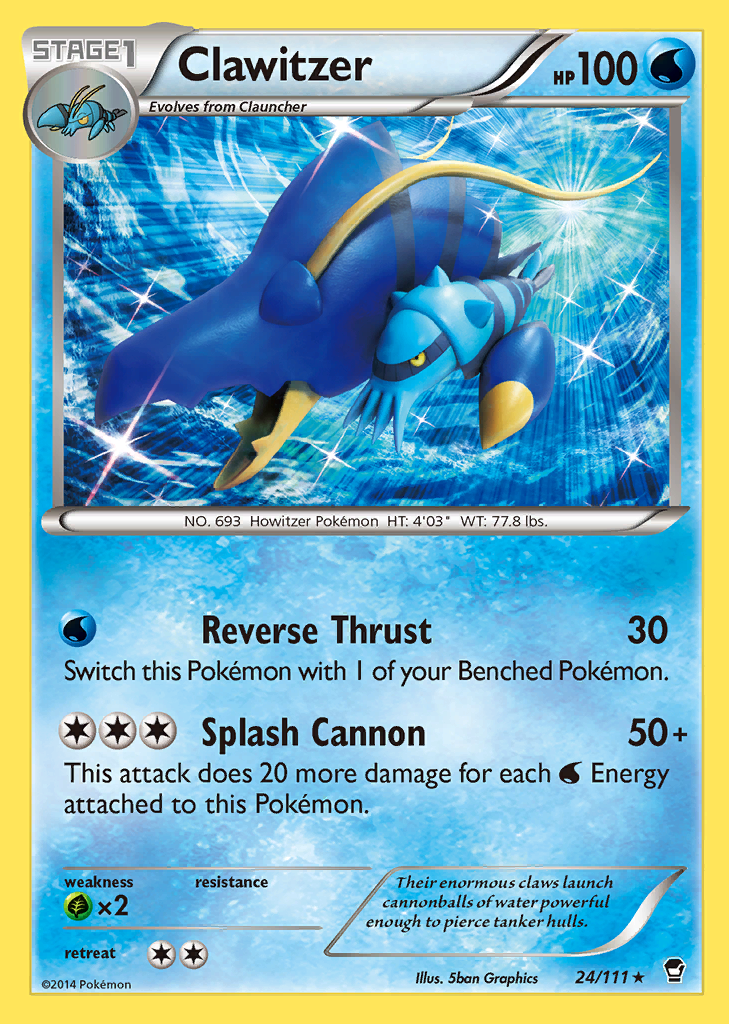 STAGE1
Clawitzer
HP100
Evolves from Clauncher
NO. 693 Howitzer Pokémon HT: 4'03" WT: 77.8 lbs.
Reverse Thrust 30
Switch this Pokémon with 1 of your Benched Pokémon.
Splash Cannon 50+
This attack does 20 more damage for each Energy
attached to this Pokémon.
weakness resistance
×2
Their enormous claws launch
cannonballs of water powerful
enough to pierce tanker hulls.
retreat
©2014 Pokémon
Illus. 5ban Graphics
24/111 ★